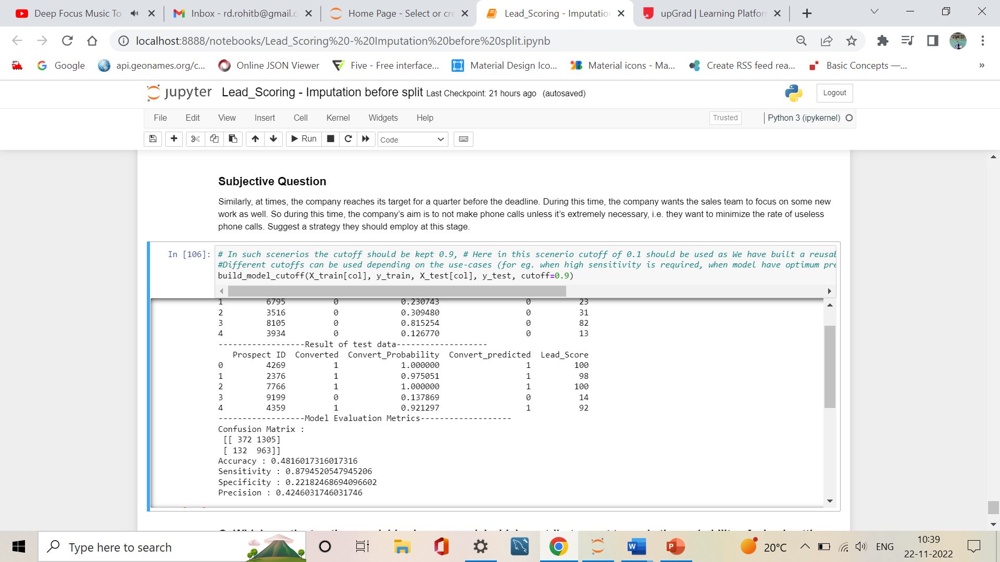 Deep Focus Music To
Inbox - rd.rohitb@gmail.c
Home Page - Select or cre
Lead_Scoring - Imputation
upGrad | Learning Platform
localhost:8888/notebooks/Lead_Scoring%20-%20Imputation%20before%20split.ipynb
Google
api.geonames.org/c...
Online JSON Viewer
Five - Free interface...
Material Design Ico...
Material icons - Ma...
Create RSS feed rea...
Basic Concepts —...
»
jupyter Lead_Scoring - Imputation before split Last Checkpoint: 21 hours ago (autosaved)
Logout
File Edit View Insert Cell Kernel Widgets Help
Trusted
Python 3 (ipykernel)
Run
Code
Subjective Question
Similarly, at times, the company reaches its target for a quarter before the deadline. During this time, the company wants the sales team to focus on some new
work as well. So during this time, the company's aim is to not make phone calls unless it's extremely necessary, i.e. they want to minimize the rate of useless
phone calls. Suggest a strategy they should employ at this stage.
In [106]: # In such scenerios the cutoff should be kept 0.9, # Here in this scenerio cutoff of 0.1 should be used as We have built a reusab
#Different cutoffs can be used depending on the use-cases (for eg. when high sensitivity is required, when model have optimum pre
build_model_cutoff(X_train[col], y_train, X_test[col], y_test, cutoff=0.9)
1 6795 0 0.230743 0 23
2 3516 0 0.309480 0 31
3 8105 0 0.815254 0 82
4 3934 0 0.126770 0 13
------------------Result of test data-------------------
Prospect ID Converted Convert_Probability Convert_predicted Lead_Score
0 4269 1 1.000000 1 100
1 2376 1 0.975051 1 98
2 7766 1 1.000000 1 100
3 9199 0 0.137869 0 14
4 4359 1 0.921297 1 92
------------------Model Evaluation Metrics-------------------
Confusion Matrix :
[[ 372 1305]
[ 132 963]]
Accuracy : 0.4816017316017316
Sensitivity : 0.8794520547945206
Specificity : 0.22182468694096602
Precision : 0.4246031746031746
Type here to search
20°C
ENG
10:39
22-11-2022